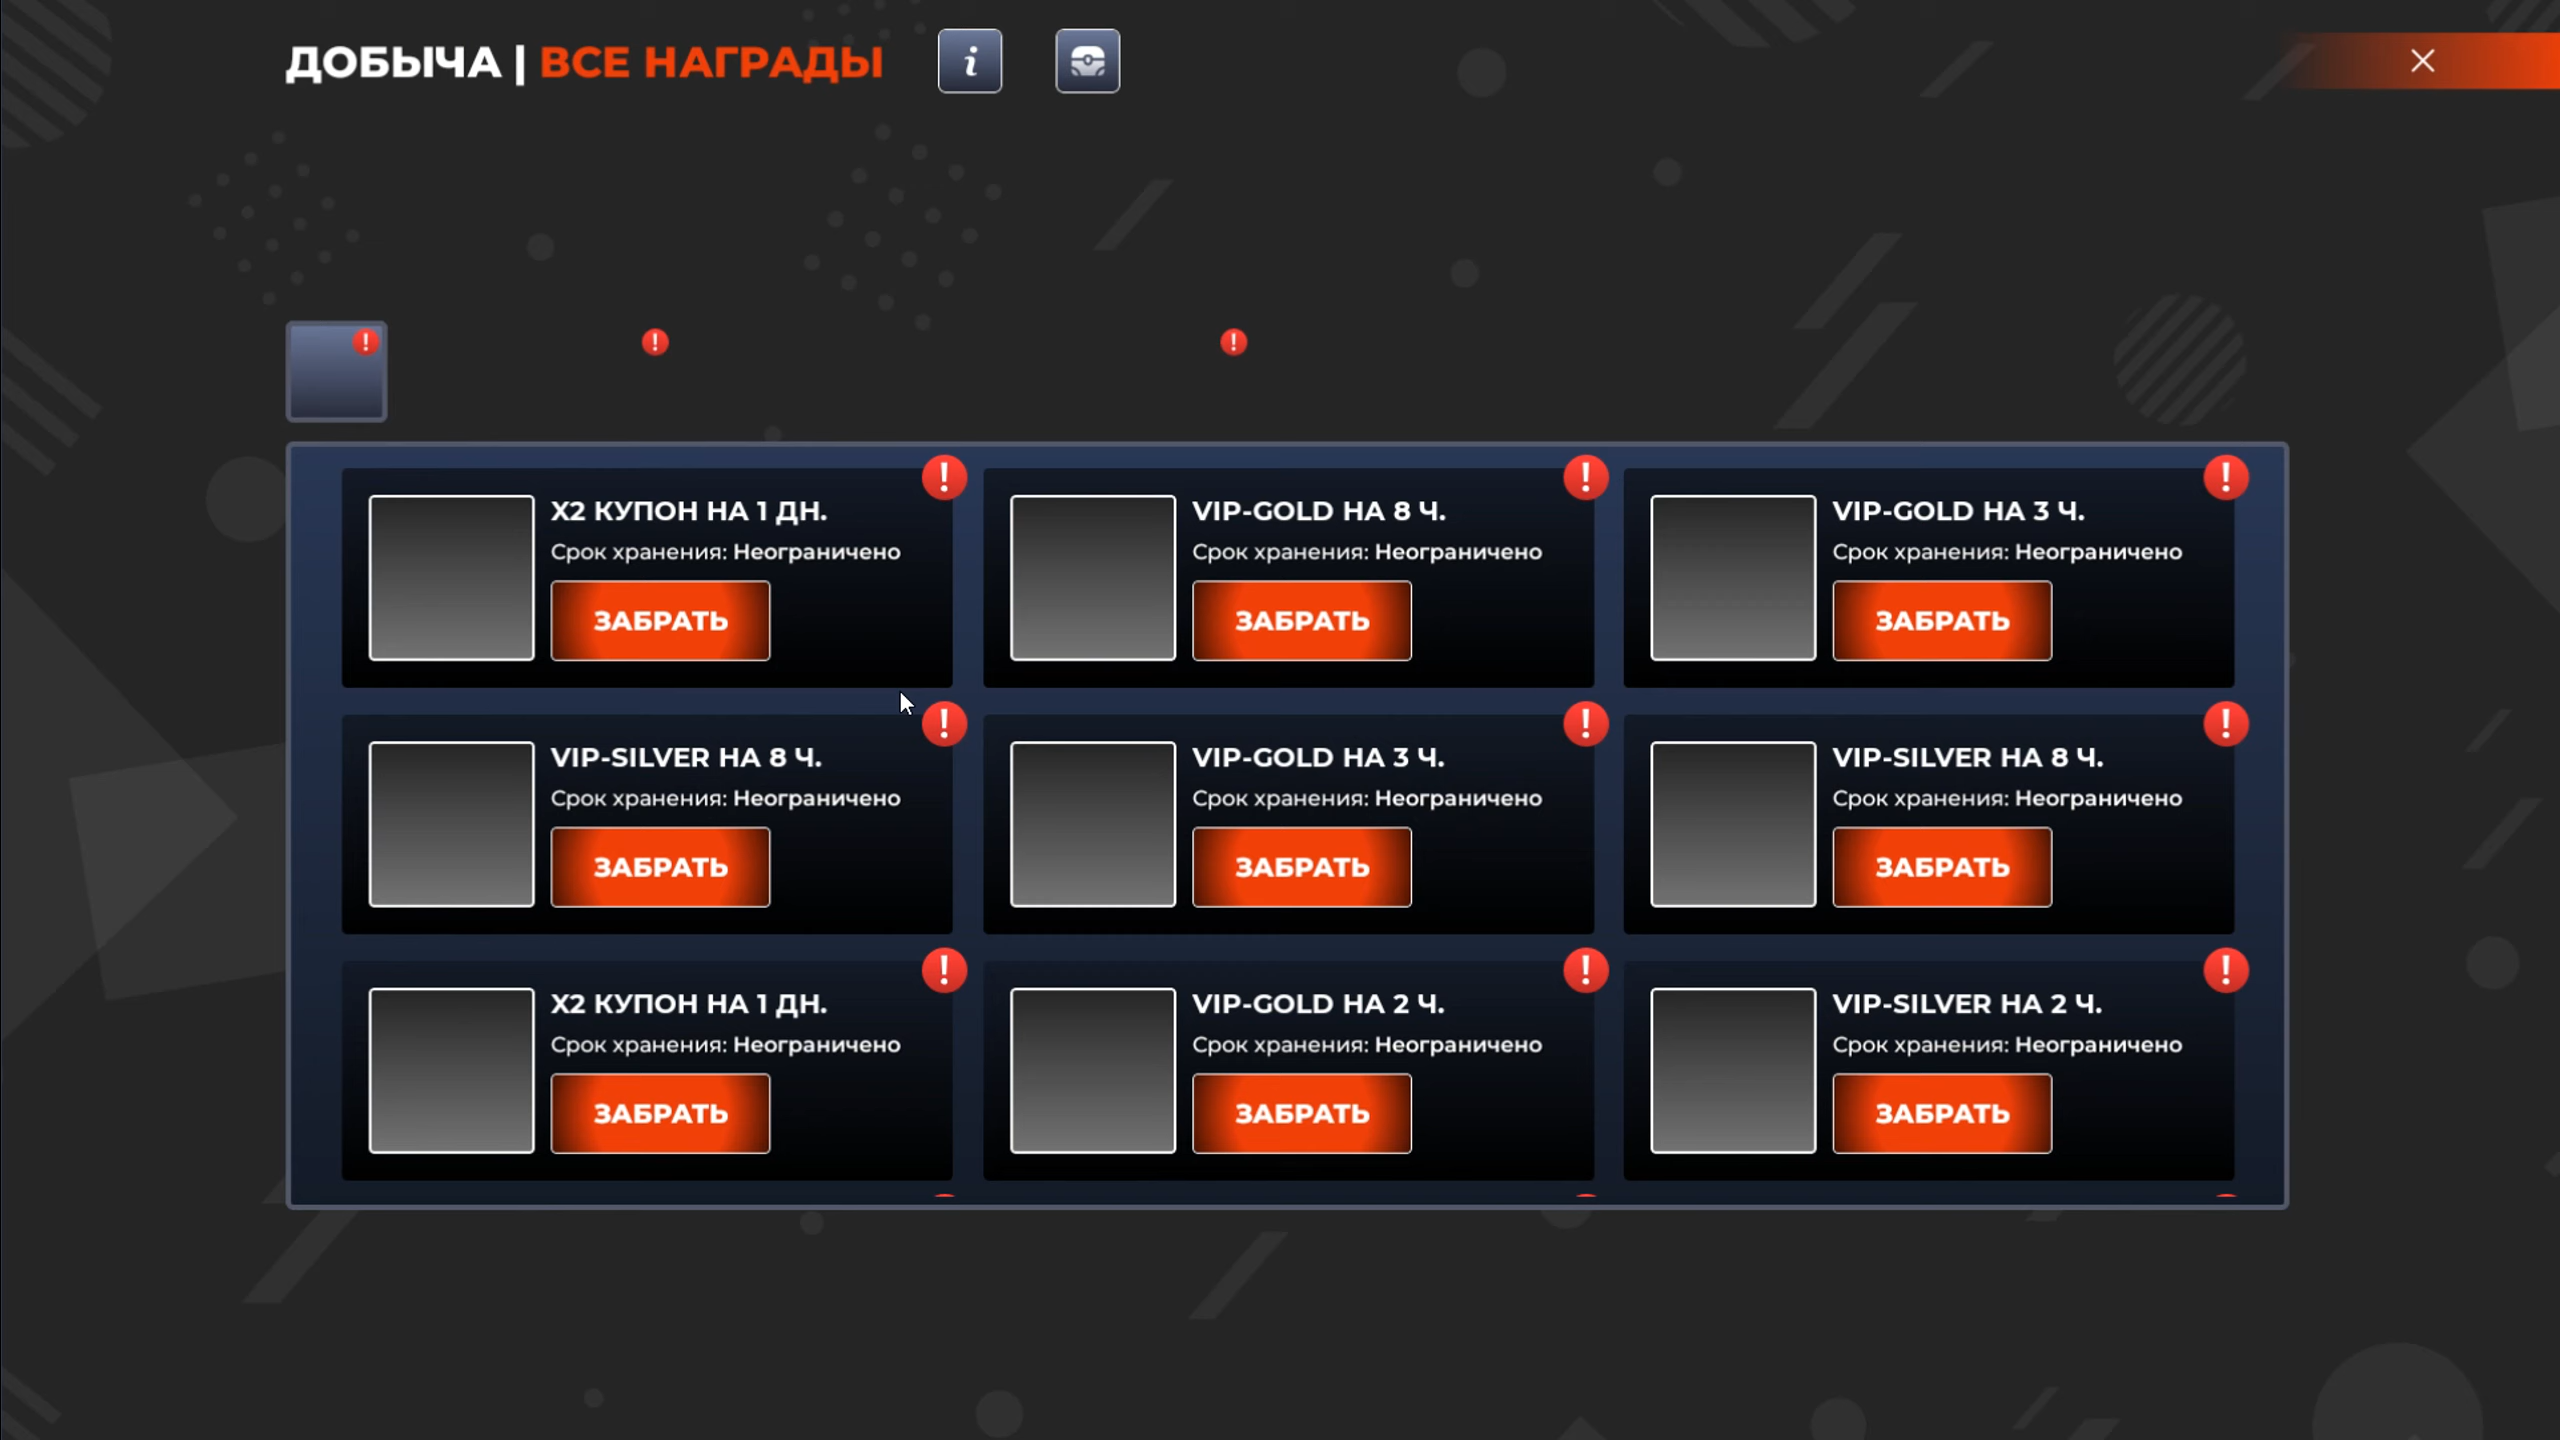 ДОБЫЧА | ВСЕ НАГРАДЫ
X2 КУПОН НА 1 ДН.
Срок хранения: Неограничено
ЗАБРАТЬ
VIP-GOLD НА 8 Ч.
Срок хранения: Неограничено
ЗАБРАТЬ
VIP-GOLD НА 3 Ч.
Срок хранения: Неограничено
ЗАБРАТЬ
VIP-SILVER НА 8 Ч.
Срок хранения: Неограничено
ЗАБРАТЬ
VIP-GOLD НА 3 Ч.
Срок хранения: Неограничено
ЗАБРАТЬ
VIP-SILVER НА 8 Ч.
Срок хранения: Неограничено
ЗАБРАТЬ
X2 КУПОН НА 1 ДН.
Срок хранения: Неограничено
ЗАБРАТЬ
VIP-GOLD НА 2 Ч.
Срок хранения: Неограничено
ЗАБРАТЬ
VIP-SILVER НА 2 Ч.
Срок хранения: Неограничено
ЗАБРАТЬ